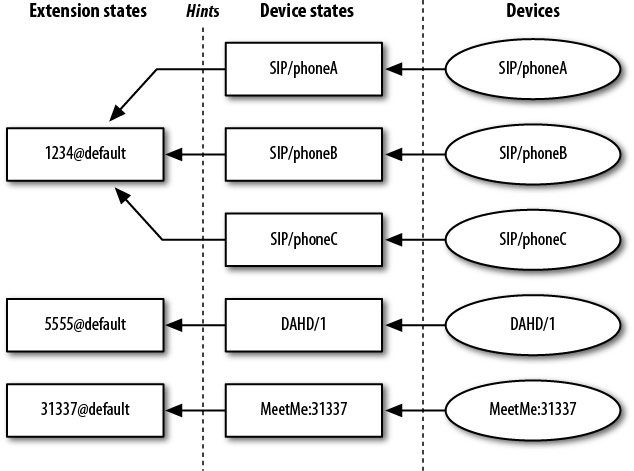 Extension states Hints Device states Devices
SIP/phoneA SIP/phoneA
1234@default SIP/phoneB SIP/phoneB
SIP/phoneC SIP/phoneC
5555@default DAHD/1 DAHD/1
31337@default MeetMe:31337 MeetMe:31337